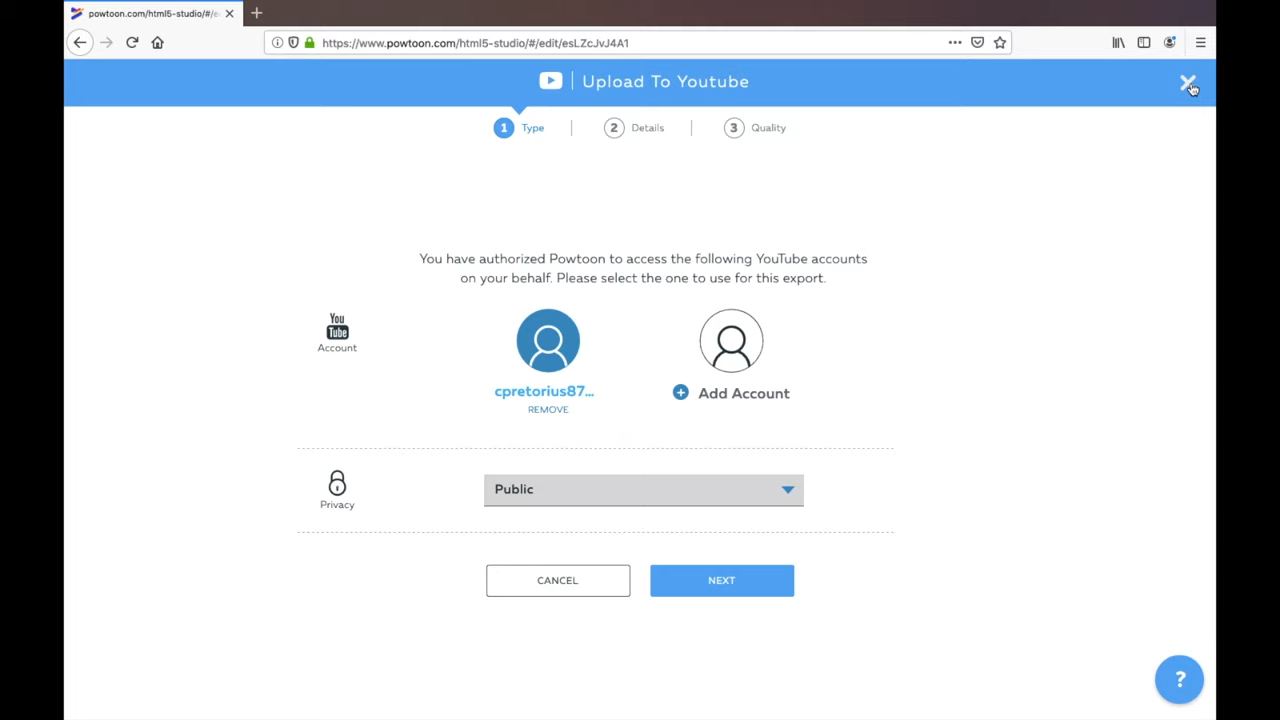 powtoon.com/html5-studio/#/e
https://www.powtoon.com/html5-studio/#/edit/esLZcJvJ4A1
Upload To Youtube
1 Type
2 Details
3 Quality
You have authorized Powtoon to access the following YouTube accounts
on your behalf. Please select the one to use for this export.
You
Tube
Account
cpretorius87...
REMOVE
Add Account
Privacy
Public
CANCEL
NEXT
?